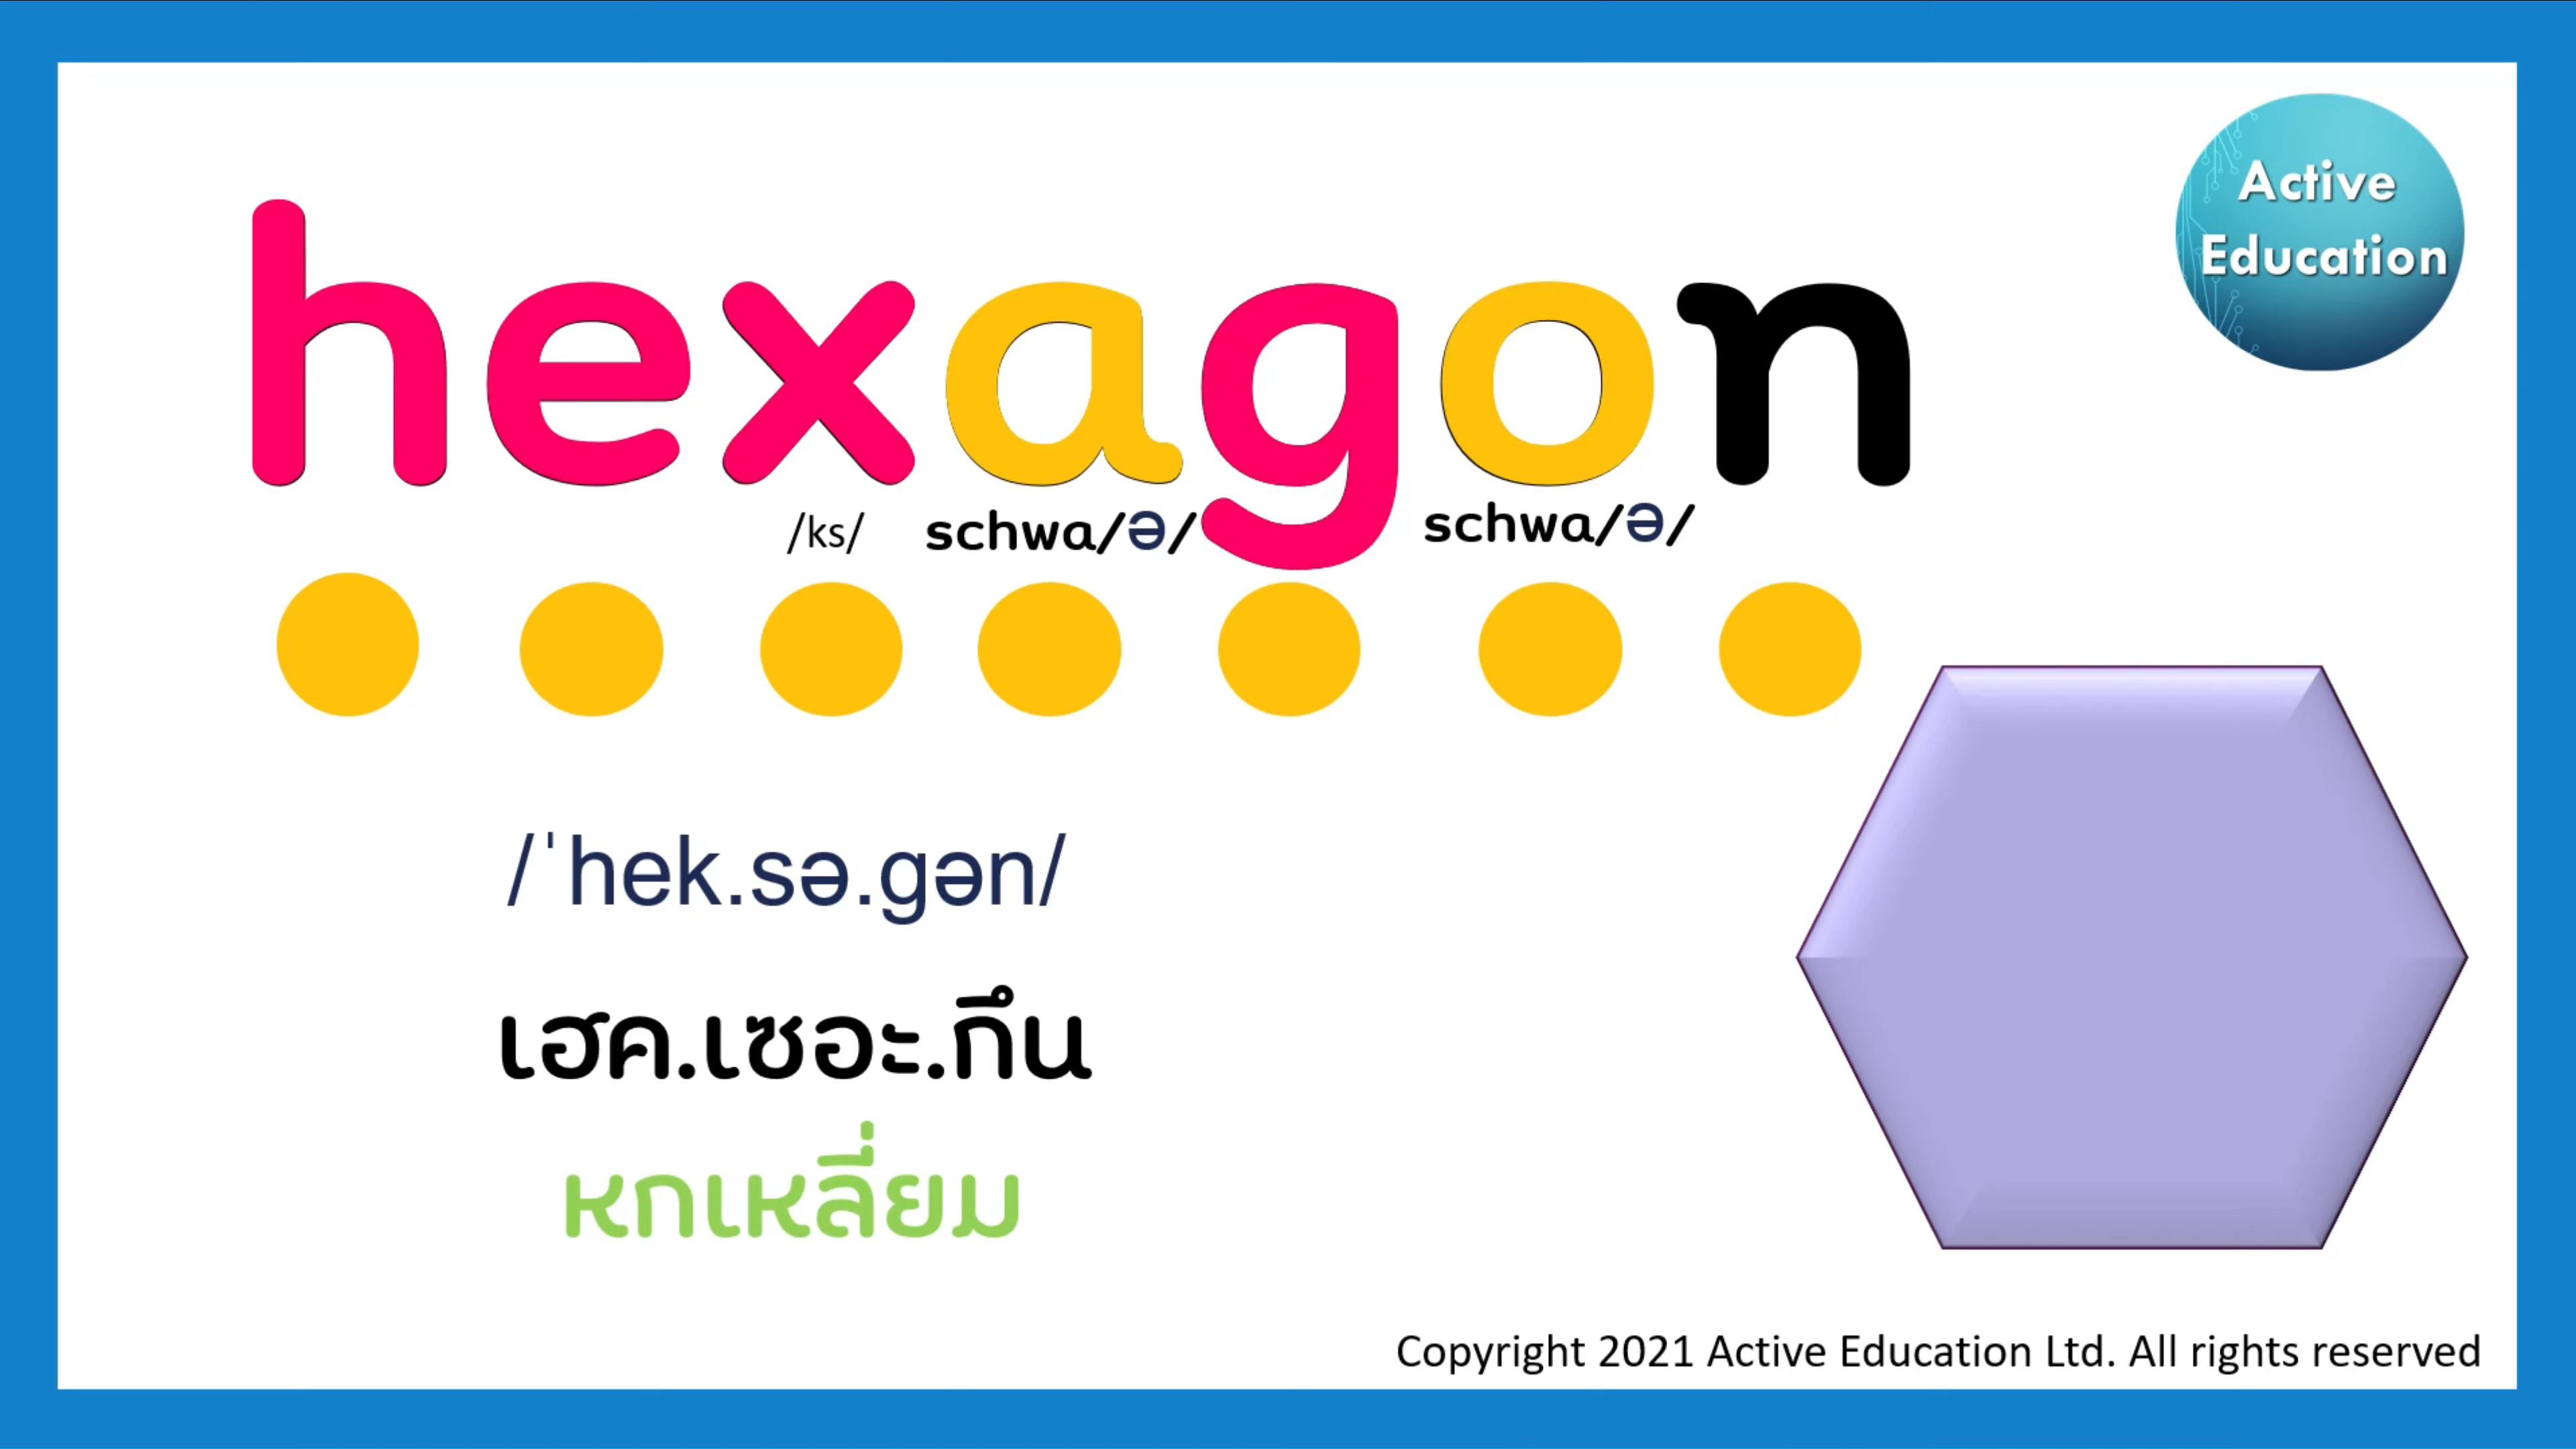 Active
Education
hexagon
/ks/ schwa/ə/ schwa/ə/
/ˈhek.sə.gən/
เฮค.เซอะ.กึน
หกเหลี่ยม
Copyright 2021 Active Education Ltd. All rights reserved